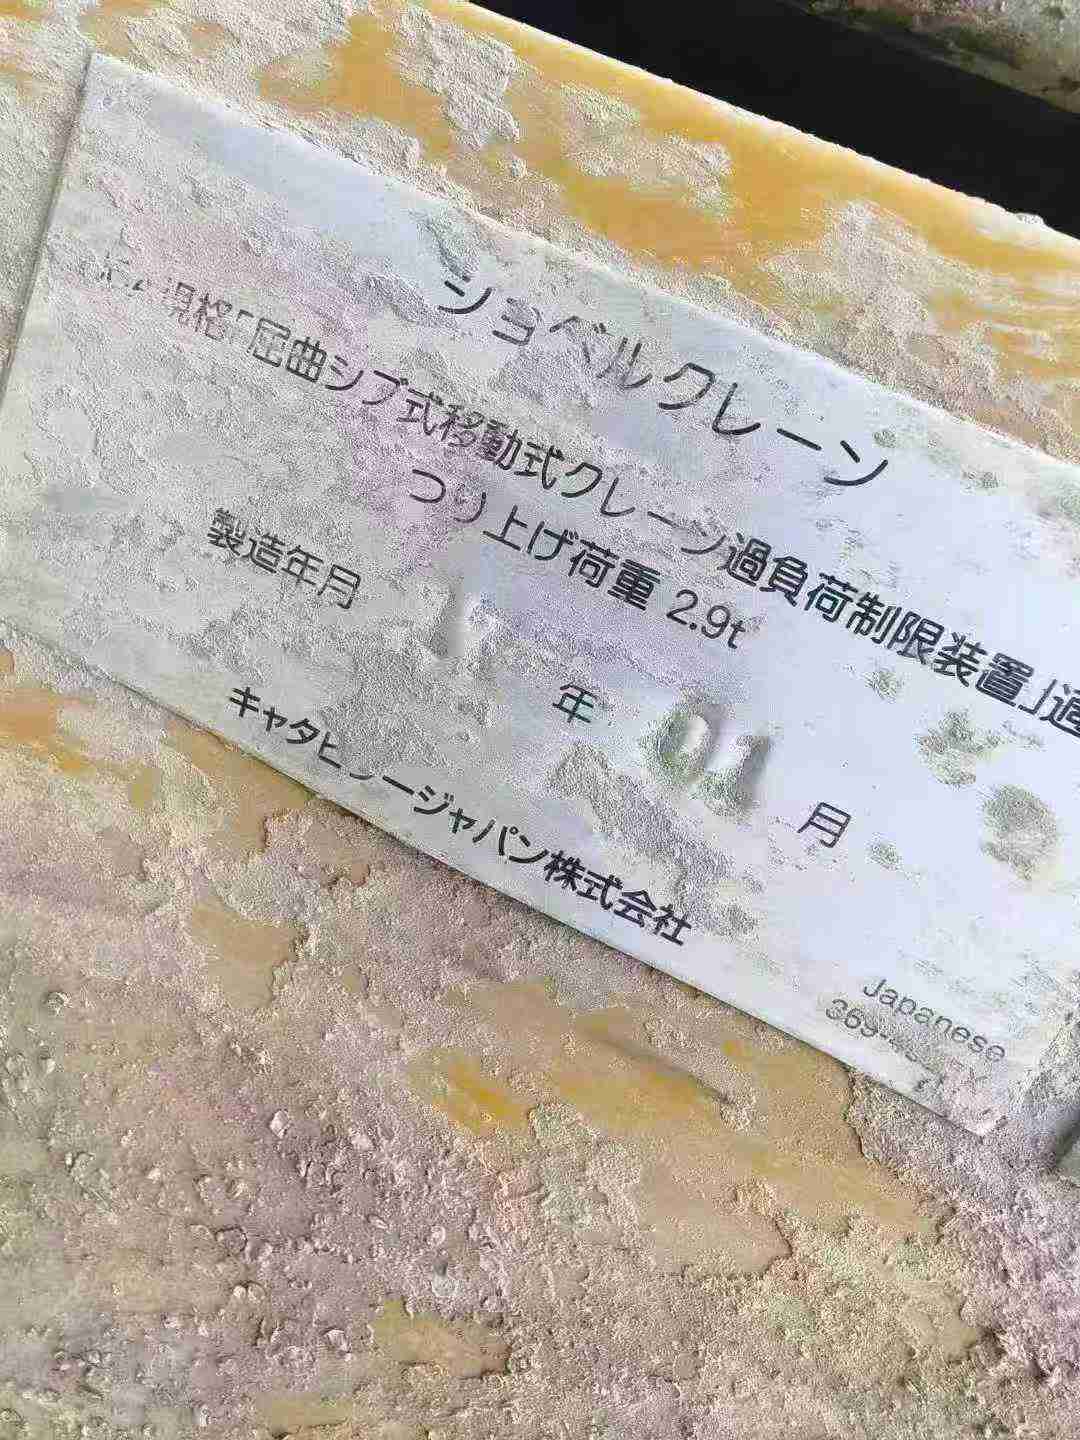 ショベルクレーン
規格「屈曲ジブ式移動式クレーン過負荷制限装置」適
つり上げ荷重 2.9t
製造年月 年 01 月
キャタピラージャパン株式会社
Japanese